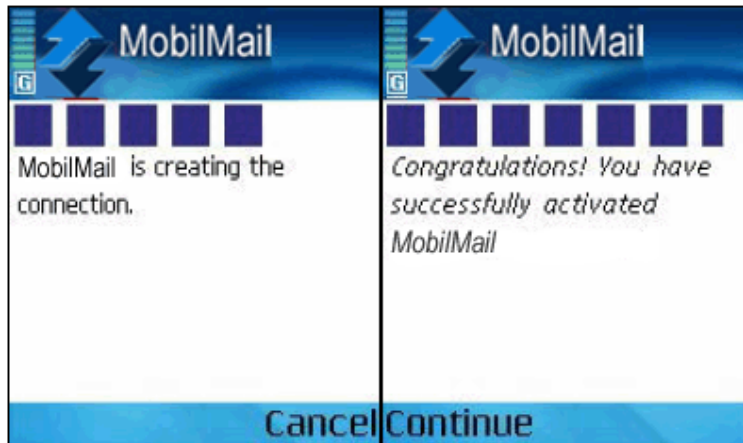 MobilMail
G
MobilMail is creating the
connection.
Cancel
MobilMail
G
Congratulations! You have
successfully activated
MobilMail
Continue